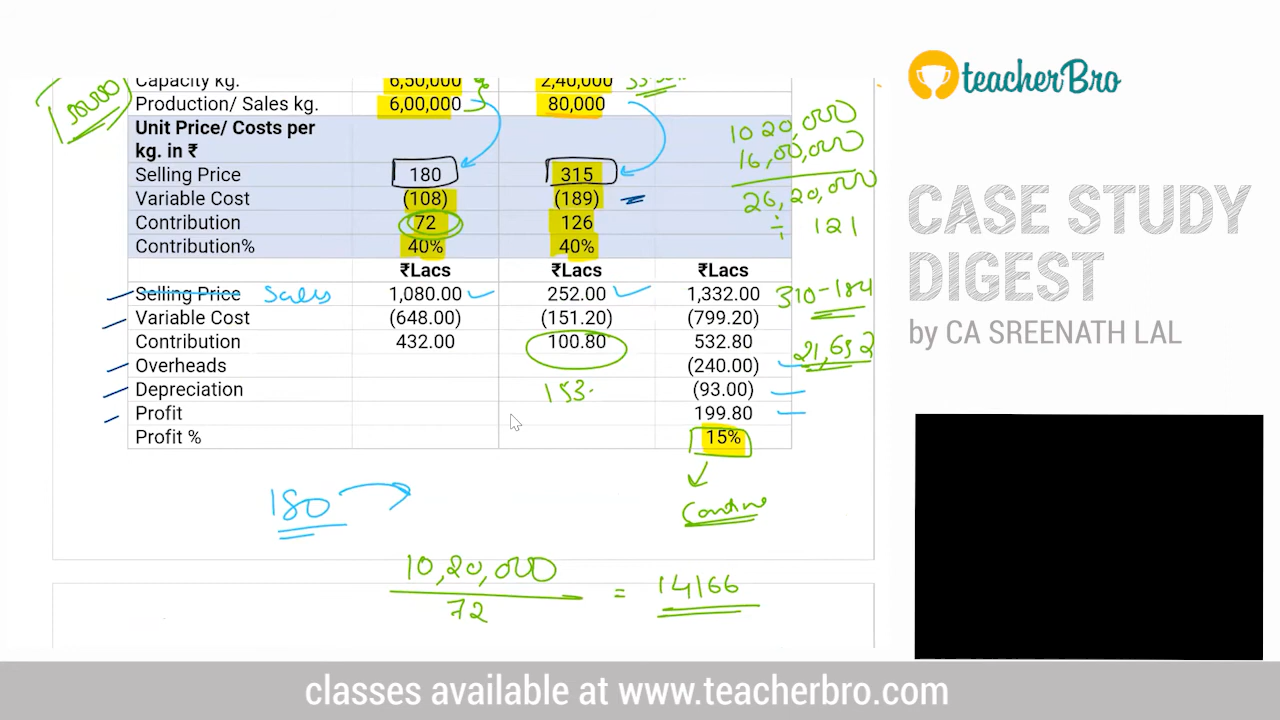 teacherBro
CASE STUDY
DIGEST
by CA SREENATH LAL
Capacity kg. 6,50,000 2,40,000
Production/ Sales kg. 6,00,000 80,000
Unit Price/ Costs per
kg. in ₹
Selling Price 180 315
Variable Cost (108) (189)
Contribution 72 126
Contribution% 40% 40%
₹Lacs ₹Lacs ₹Lacs
Selling Price Sales 1,080.00 252.00 1,332.00
Variable Cost (648.00) (151.20) (799.20)
Contribution 432.00 100.80 532.80
Overheads (240.00)
Depreciation 153. (93.00)
Profit 199.80
Profit % 15%
1020,000
16,00,000
26,20,000
÷ 121
310-184
21,652
180
Continue
10,20,000
72
= 14166
classes available at www.teacherbro.com